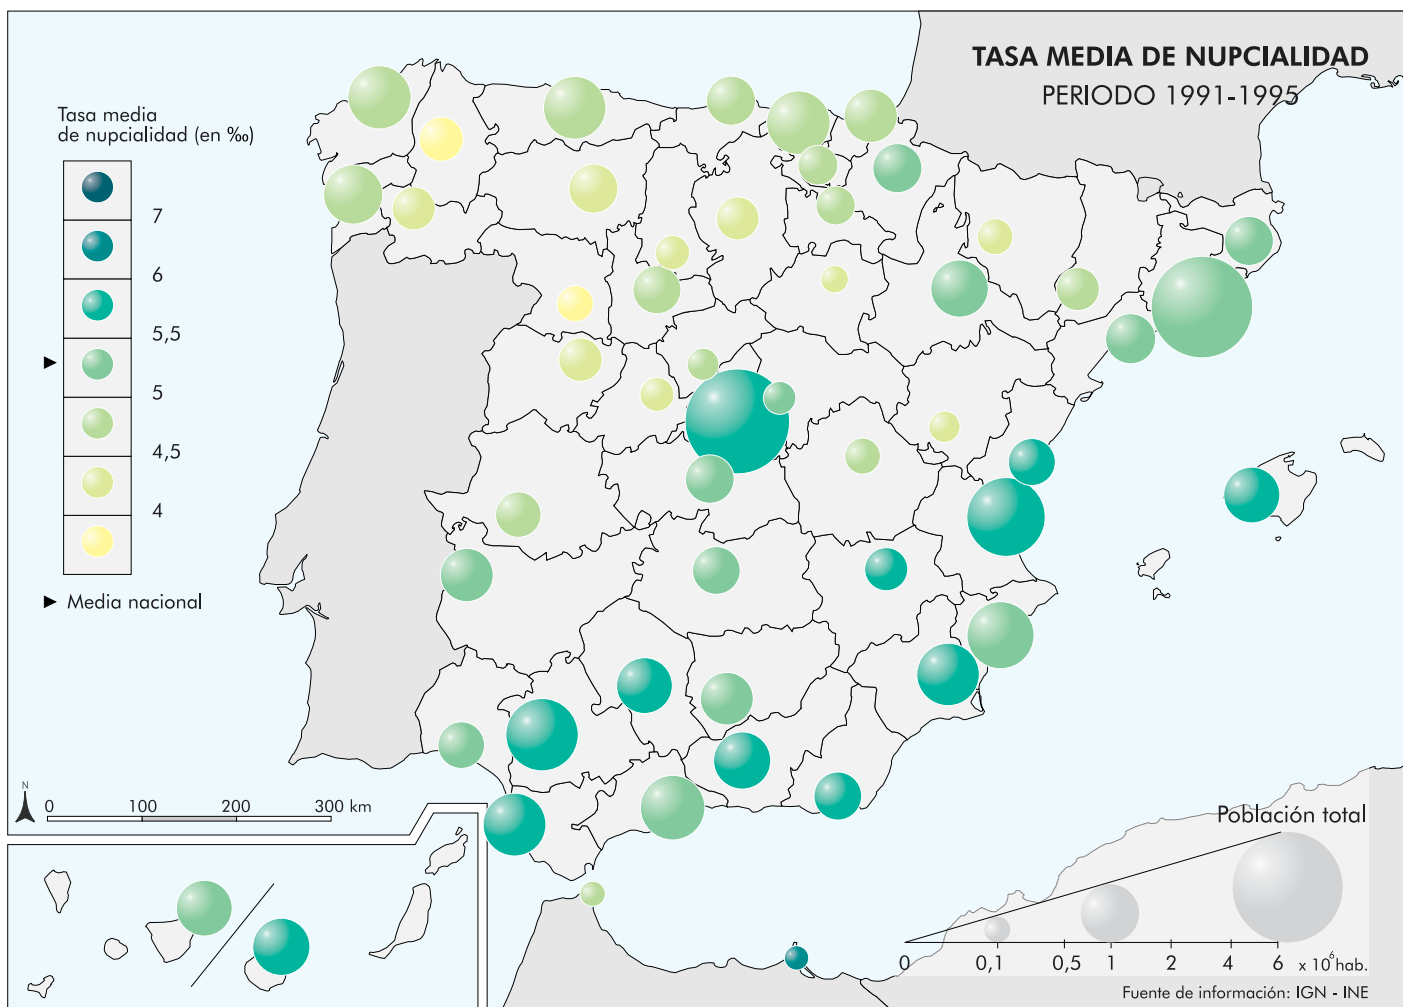 TASA MEDIA DE NUPCIALIDAD
PERIODO 1991-1995
Tasa media
de nupcialidad (en ‰)
7
6
5,5
5
4,5
4
► Media nacional
N
0 100 200 300 km
Población total
0 0,1 0,5 1 2 4 6 x 10⁶ hab.
Fuente de información: IGN - INE